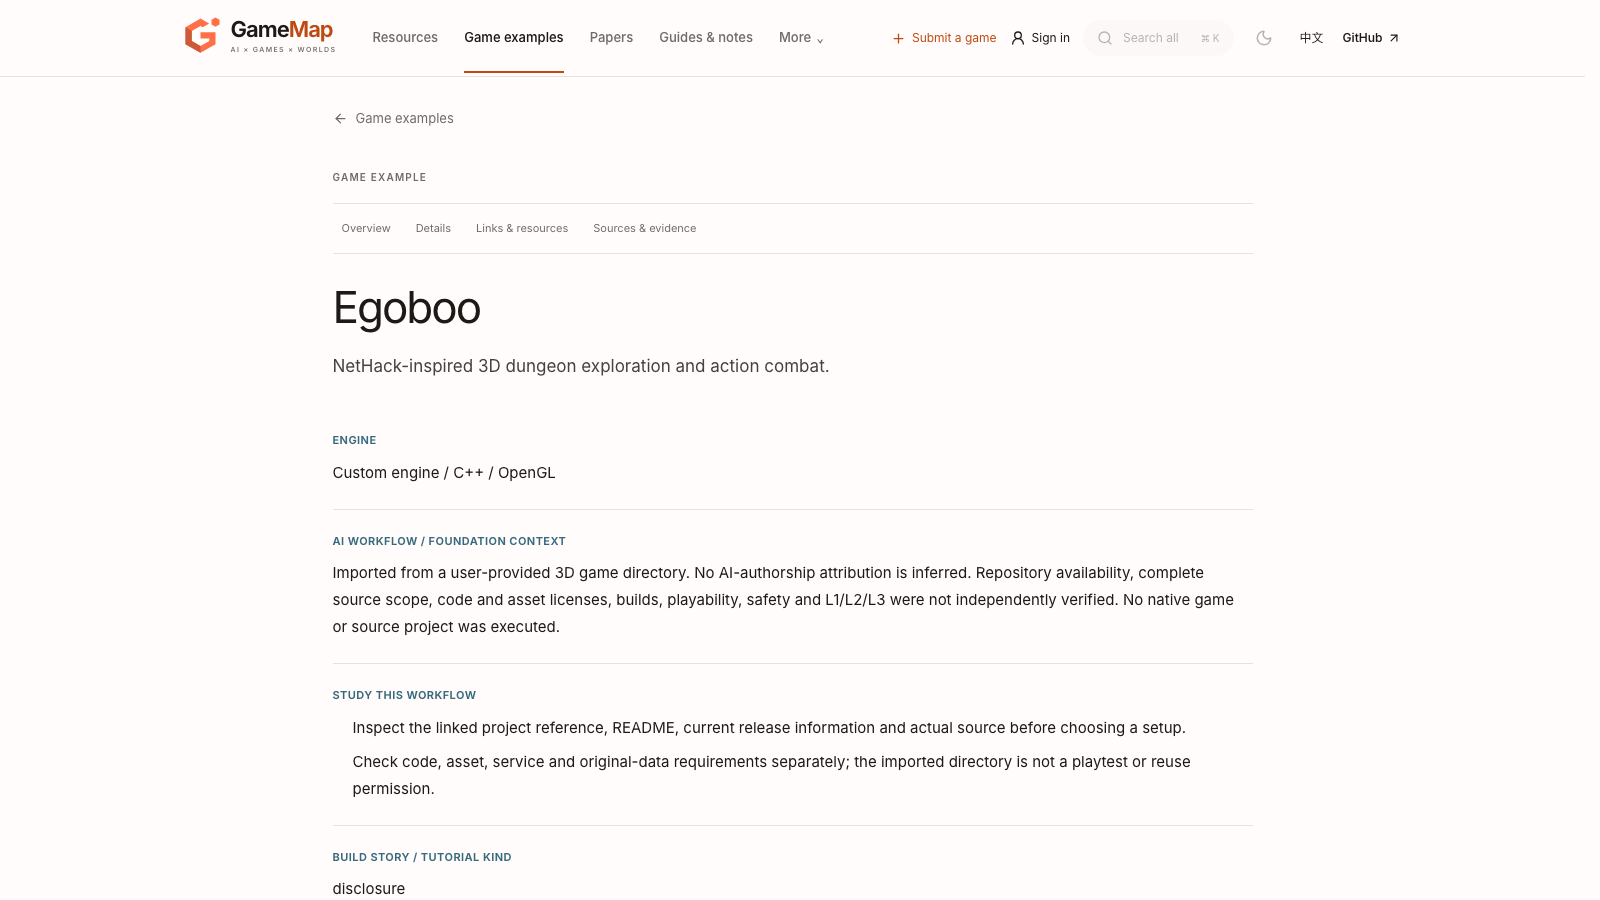 GameMap
AI × GAMES × WORLDS
Resources
Game examples
Papers
Guides & notes
More
Submit a game
Sign in
Search all
⌘ K
中文
GitHub
Game examples
GAME EXAMPLE
Overview
Details
Links & resources
Sources & evidence
Egoboo
NetHack-inspired 3D dungeon exploration and action combat.
ENGINE
Custom engine / C++ / OpenGL
AI WORKFLOW / FOUNDATION CONTEXT
Imported from a user-provided 3D game directory. No AI-authorship attribution is inferred. Repository availability, complete
source scope, code and asset licenses, builds, playability, safety and L1/L2/L3 were not independently verified. No native game
or source project was executed.
STUDY THIS WORKFLOW
Inspect the linked project reference, README, current release information and actual source before choosing a setup.
Check code, asset, service and original-data requirements separately; the imported directory is not a playtest or reuse
permission.
BUILD STORY / TUTORIAL KIND
disclosure